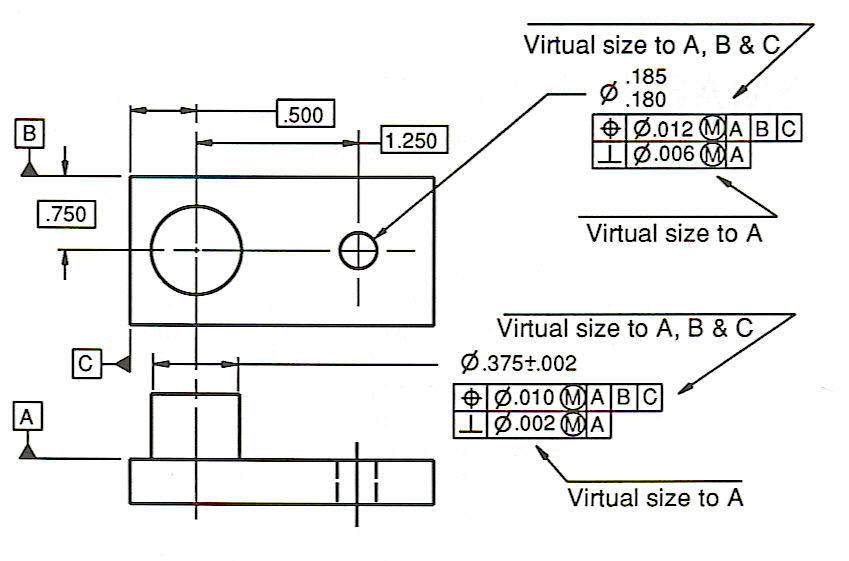 Virtual size to A, B & C
⌀ .185
.180
⌖ ⌀.012 Ⓜ A B C
⊥ ⌀.006 Ⓜ A
Virtual size to A
.500
1.250
B
.750
Virtual size to A, B & C
C
⌀.375±.002
⌖ ⌀.010 Ⓜ A B C
⊥ ⌀.002 Ⓜ A
A
Virtual size to A